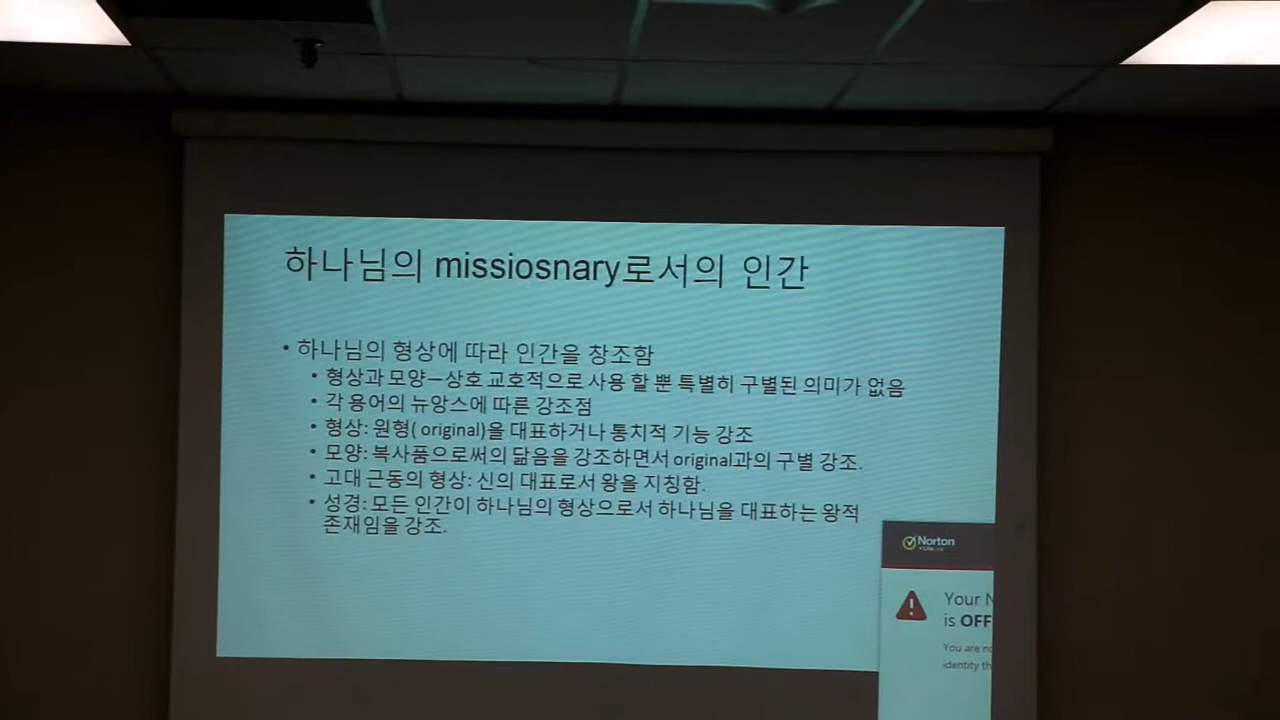 하나님의 missiosnary로서의 인간
• 하나님의 형상에 따라 인간을 창조함
• 형상과 모양—상호 교호적으로 사용 할 뿐 특별히 구별된 의미가 없음
• 각 용어의 뉴앙스에 따른 강조점
• 형상: 원형( original)을 대표하거나 통치적 기능 강조
• 모양: 복사품으로써의 닮음을 강조하면서 original과의 구별 강조.
• 고대 근동의 형상: 신의 대표로서 왕을 지칭함.
• 성경: 모든 인간이 하나님의 형상으로서 하나님을 대표하는 왕적
존재임을 강조.
Norton
Your N
is OFF
You are no
identity th